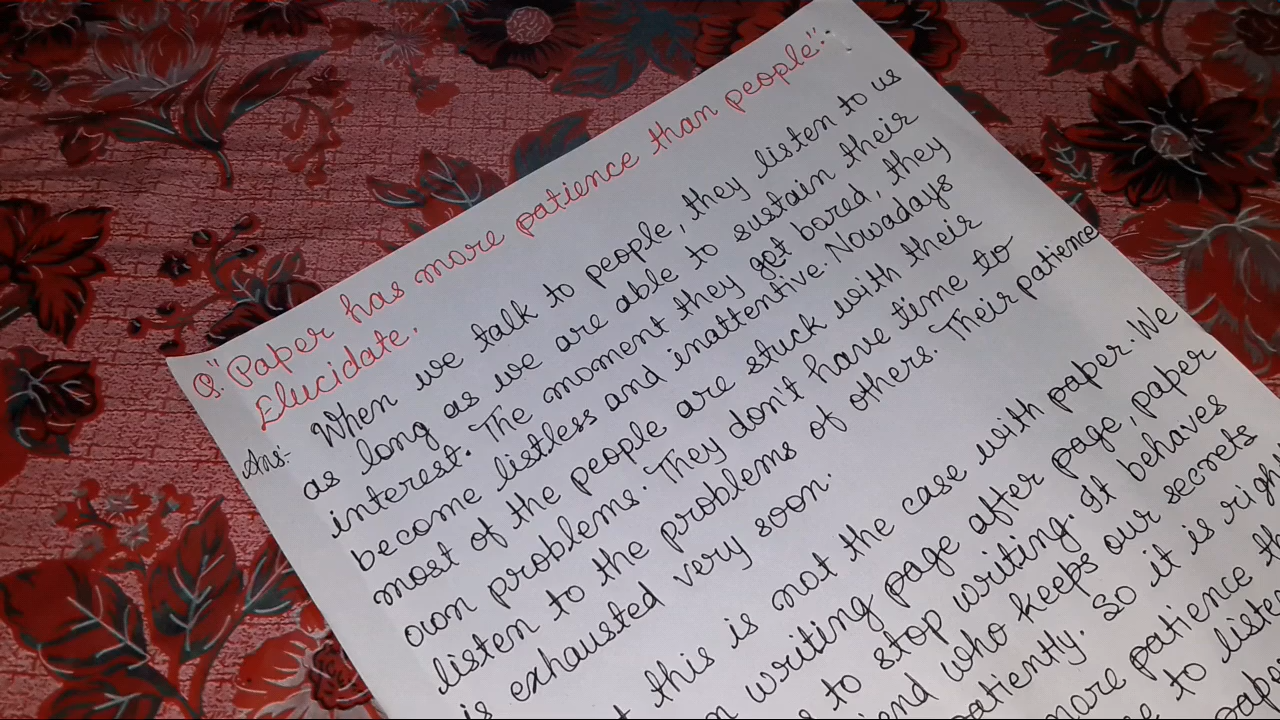 Q."Paper has more patience than people".
Elucidate.
Ans:- When we talk to people, they listen to us
as long as we are able to sustain their
interest. The moment they get bored, they
become listless and inattentive. Nowadays
most of the people are stuck with their
own problems. They don't have time to
listen to the problems of others. Their patience
is exhausted very soon.
this is not the case with paper. We
writing page after page, paper
to stop writing. It behaves
who keeps our secrets
patiently. So it is
more patience
to